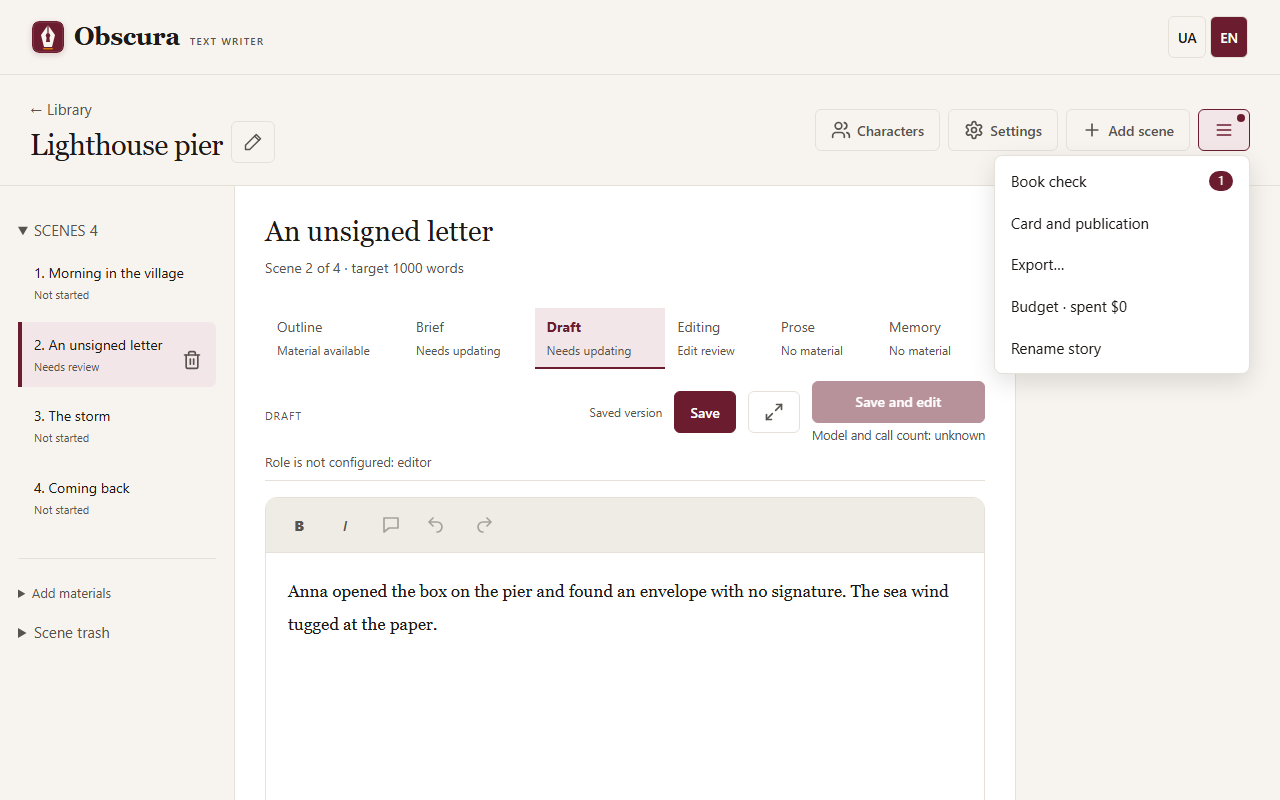 Obscura TEXT WRITER
UA EN
← Library
Lighthouse pier
Characters
Settings
Add scene
Book check 1
Card and publication
Export...
Budget · spent $0
Rename story
▼ SCENES 4
1. Morning in the village
Not started
2. An unsigned letter
Needs review
3. The storm
Not started
4. Coming back
Not started
▶ Add materials
▶ Scene trash
An unsigned letter
Scene 2 of 4 · target 1000 words
Outline
Material available
Brief
Needs updating
Draft
Needs updating
Editing
Edit review
Prose
No material
Memory
No material
DRAFT
Saved version
Save
Save and edit
Model and call count: unknown
Role is not configured: editor
B I
Anna opened the box on the pier and found an envelope with no signature. The sea wind
tugged at the paper.